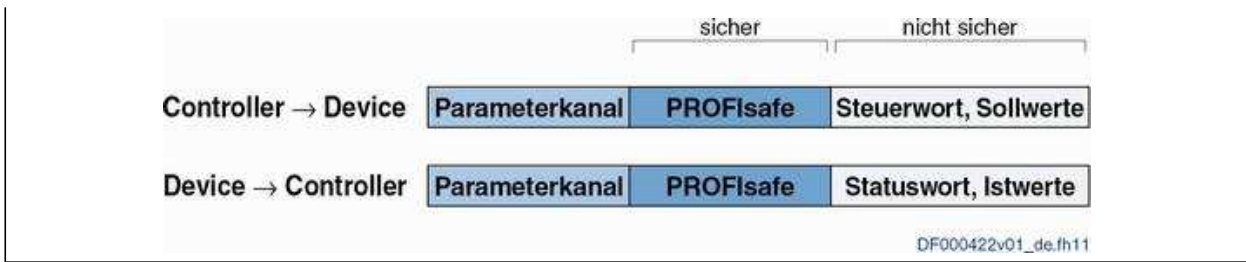 sicher nicht sicher
Controller → Device Parameterkanal PROFIsafe Steuerwort, Sollwerte
Device → Controller Parameterkanal PROFIsafe Statuswort, Istwerte
DF000422v01_de.fh11